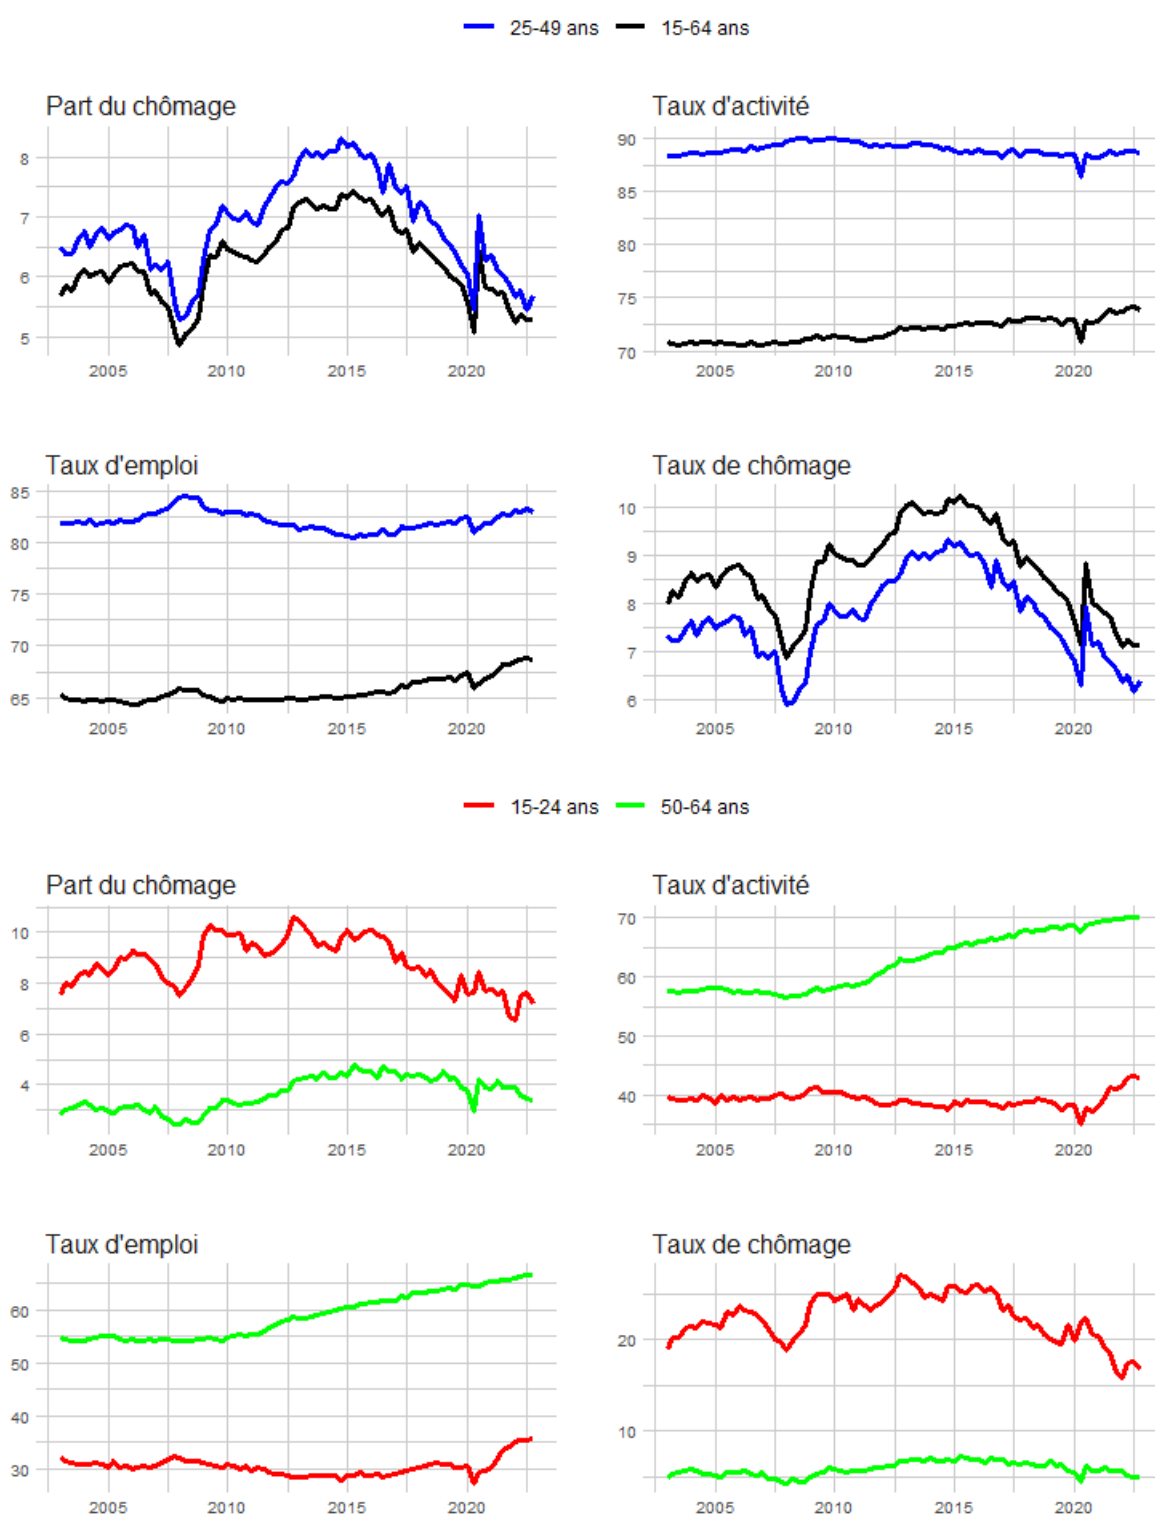 25-49 ans 15-64 ans
Part du chômage
Taux d'activité
8
7
6
5
2005 2010 2015 2020
90
85
80
75
70
2005 2010 2015 2020
Taux d'emploi
Taux de chômage
85
80
75
70
65
2005 2010 2015 2020
10
9
8
7
6
2005 2010 2015 2020
15-24 ans 50-64 ans
Part du chômage
Taux d'activité
10
8
6
4
2005 2010 2015 2020
70
60
50
40
2005 2010 2015 2020
Taux d'emploi
Taux de chômage
60
50
40
30
2005 2010 2015 2020
20
10
2005 2010 2015 2020